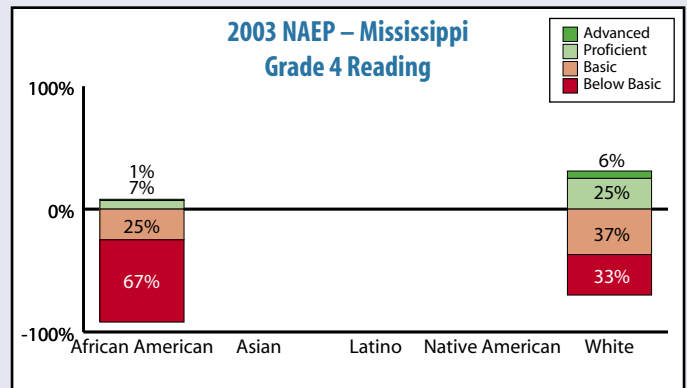 2003 NAEP – Mississippi
Grade 4 Reading
Advanced
Proficient
Basic
Below Basic
100%
0%
-100%
1%
7%
25%
67%
6%
25%
37%
33%
African American Asian Latino Native American White